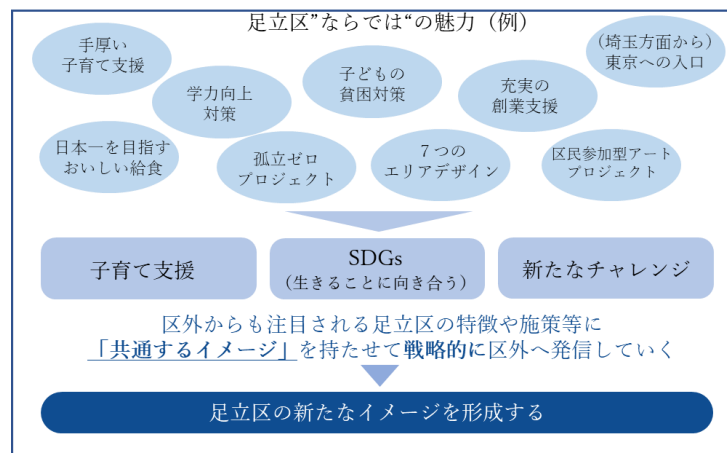 足立区”ならでは“の魅力（例）
手厚い
子育て支援
学力向上
対策
子どもの
貧困対策
充実の
創業支援
（埼玉方面から）
東京への入口
日本一を目指す
おいしい給食
孤立ゼロ
プロジェクト
７つの
エリアデザイン
区民参加型アート
プロジェクト
子育て支援
SDGs
（生きることに向き合う）
新たなチャレンジ
区外からも注目される足立区の特徴や施策等に
「共通するイメージ」を持たせて戦略的に区外へ発信していく
足立区の新たなイメージを形成する